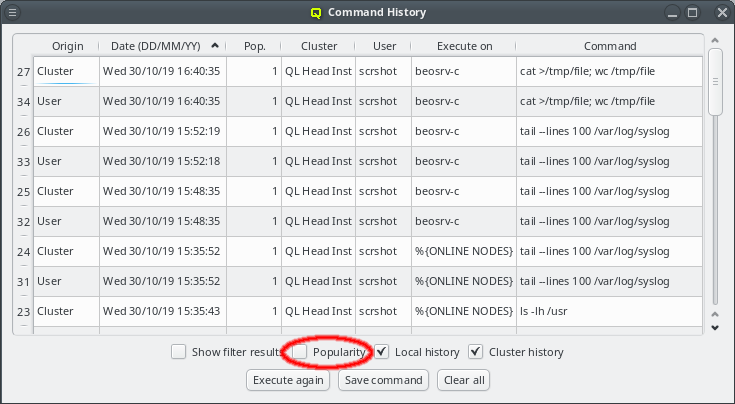 Command History
Origin Date (DD/MM/YY) Pop. Cluster User Execute on Command
27 Cluster Wed 30/10/19 16:40:35 1 QL Head Inst scrshot beosrv-c cat >/tmp/file; wc /tmp/file
34 User Wed 30/10/19 16:40:35 1 QL Head Inst scrshot beosrv-c cat >/tmp/file; wc /tmp/file
26 Cluster Wed 30/10/19 15:52:19 1 QL Head Inst scrshot beosrv-c tail --lines 100 /var/log/syslog
33 User Wed 30/10/19 15:52:18 1 QL Head Inst scrshot beosrv-c tail --lines 100 /var/log/syslog
25 Cluster Wed 30/10/19 15:48:35 1 QL Head Inst scrshot beosrv-c tail --lines 100 /var/log/syslog
32 User Wed 30/10/19 15:48:35 1 QL Head Inst scrshot beosrv-c tail --lines 100 /var/log/syslog
24 Cluster Wed 30/10/19 15:35:52 1 QL Head Inst scrshot %{ONLINE NODES} tail --lines 100 /var/log/syslog
31 User Wed 30/10/19 15:35:52 1 QL Head Inst scrshot %{ONLINE NODES} tail --lines 100 /var/log/syslog
23 Cluster Wed 30/10/19 15:35:43 1 QL Head Inst scrshot %{ONLINE NODES} ls -lh /usr
Show filter results Popularity Local history Cluster history
Execute again Save command Clear all